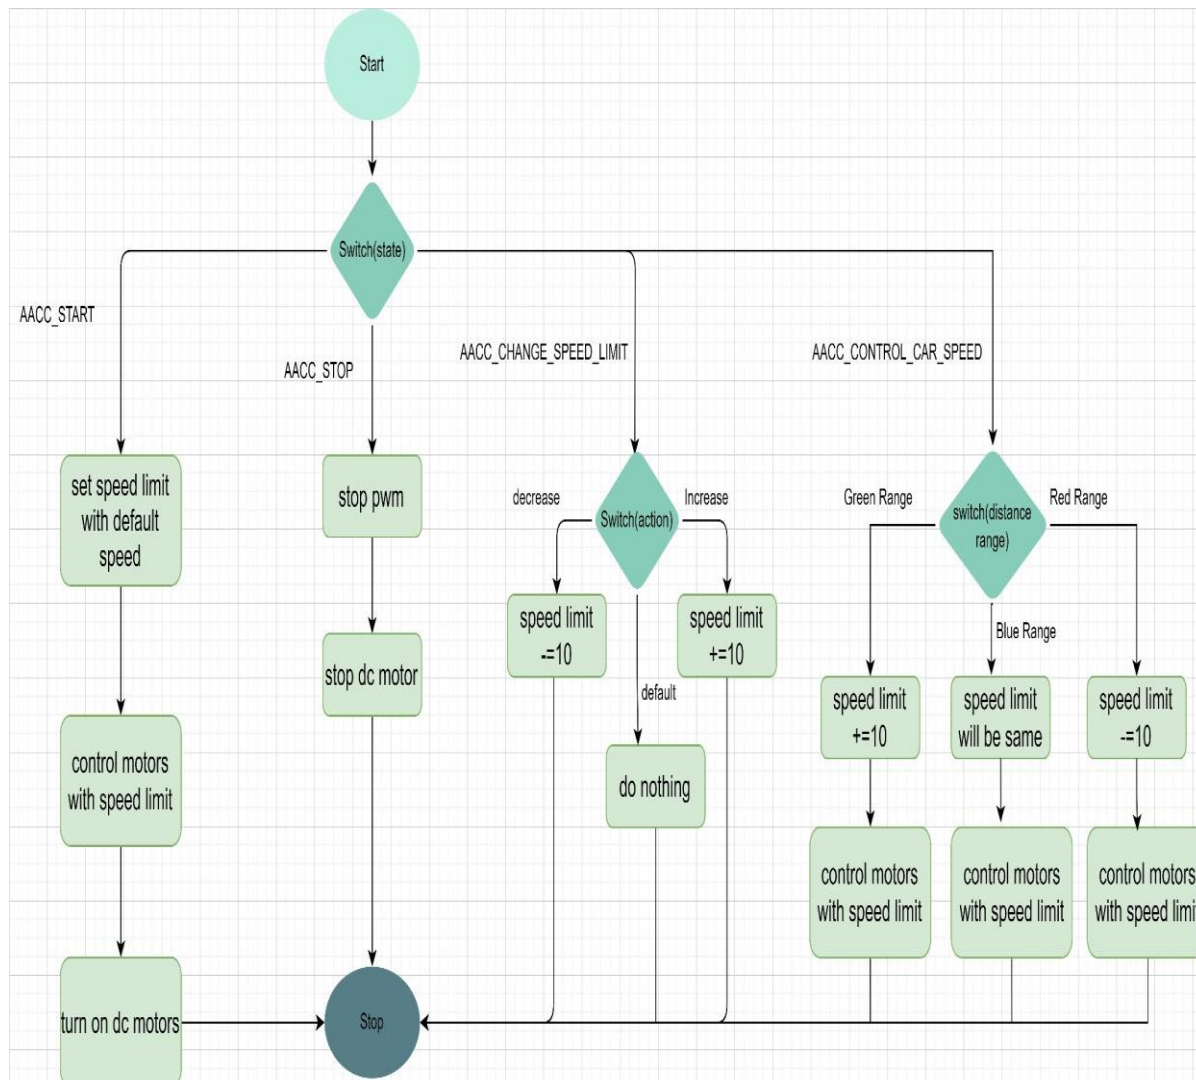 Start
Switch(state)
AACC_START
AACC_STOP
AACC_CHANGE_SPEED_LIMIT
AACC_CONTROL_CAR_SPEED
set speed limit
with default
speed
control motors
with speed limit
turn on dc motors
stop pwm
stop dc motor
Stop
decrease
Switch(action)
Increase
speed limit
-=10
default
do nothing
speed limit
+=10
Green Range
switch(distance
range)
Red Range
Blue Range
speed limit
+=10
speed limit
will be same
speed limit
-=10
control motors
with speed limit
control motors
with speed limit
control motors
with speed limit